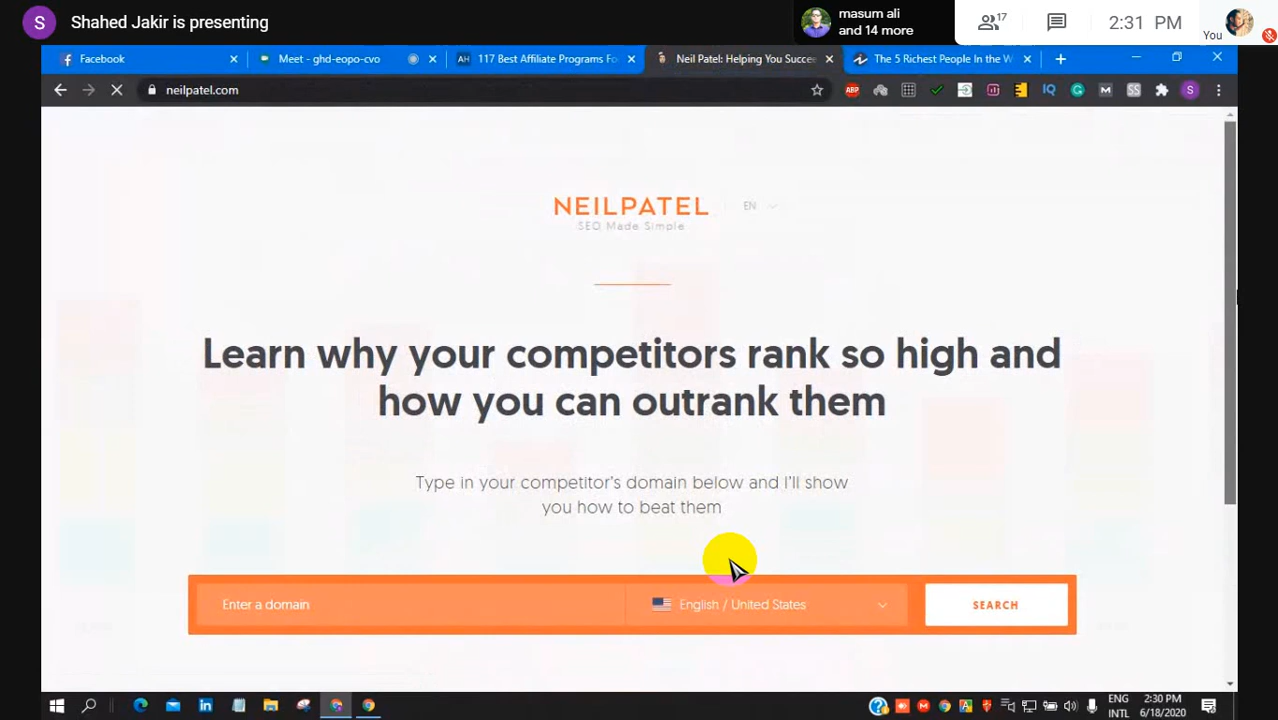 S Shahed Jakir is presenting
masum ali
and 14 more
17
2:31 PM
You
Facebook
Meet - ghd-eopo-cvo
AH 117 Best Affiliate Programs Fo
Neil Patel: Helping You Succe
The 5 Richest People In the W
neilpatel.com
ABP
IQ
G
M
SS
S
NEILPATEL
EN
SEO Made Simple
Learn why your competitors rank so high and
how you can outrank them
Type in your competitor's domain below and I'll show
you how to beat them
Enter a domain
English / United States
SEARCH
ENG
INTL
2:30 PM
6/18/2020